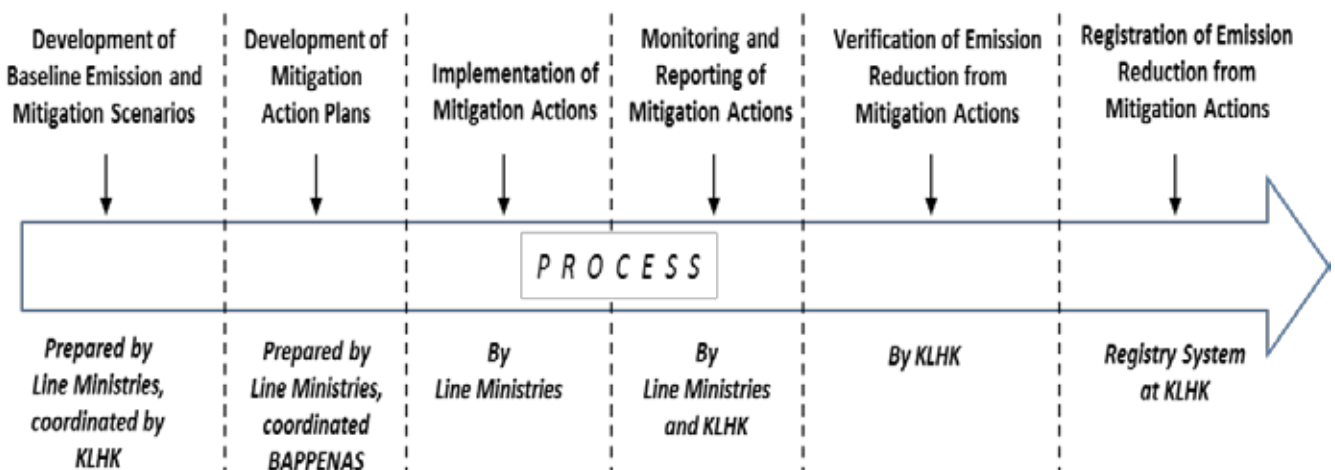 Development of
Baseline Emission and
Mitigation Scenarios
Development of
Mitigation
Action Plans
Implementation of
Mitigation Actions
Monitoring and
Reporting of
Mitigation Actions
Verification of Emission
Reduction from
Mitigation Actions
Registration of Emission
Reduction from
Mitigation Actions
PROCESS
Prepared by
Line Ministries,
coordinated by
KLHK
Prepared by
Line Ministries,
coordinated
BAPPENAS
By
Line Ministries
By
Line Ministries
and KLHK
By KLHK
Registry System
at KLHK